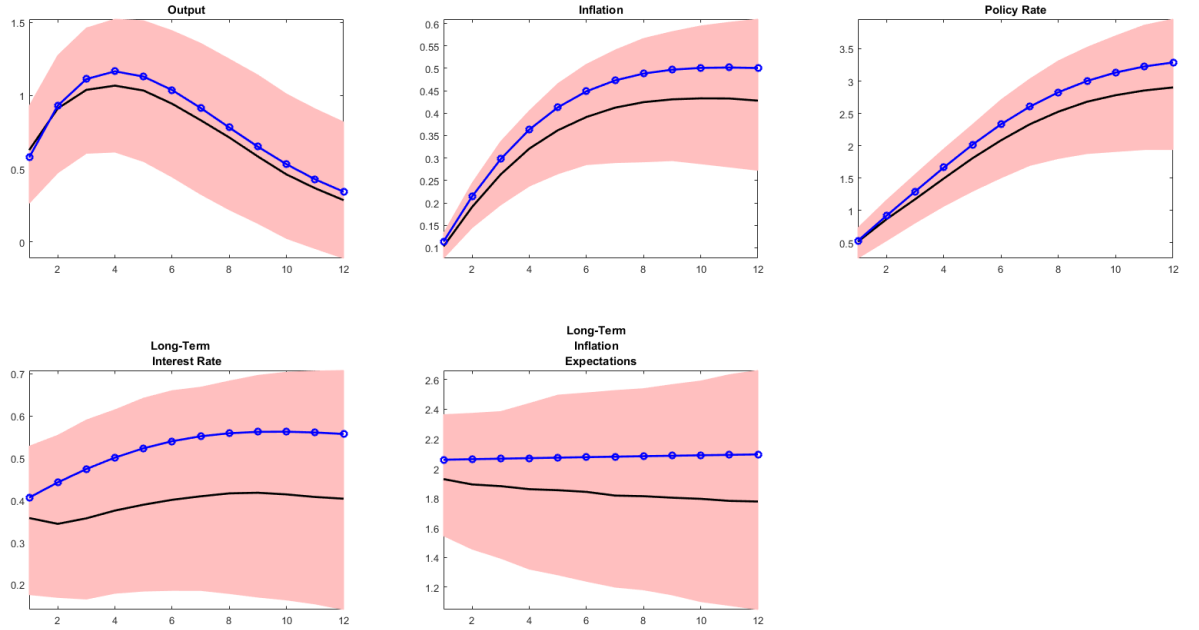 Output
1.5
1
0.5
0
2 4 6 8 10 12
Inflation
0.6
0.55
0.5
0.45
0.4
0.35
0.3
0.25
0.2
0.15
0.1
2 4 6 8 10 12
Policy Rate
3.5
3
2.5
2
1.5
1
0.5
2 4 6 8 10 12
Long-Term
Interest Rate
0.7
0.6
0.5
0.4
0.3
0.2
2 4 6 8 10 12
Long-Term
Inflation
Expectations
2.6
2.4
2.2
2
1.8
1.6
1.4
1.2
2 4 6 8 10 12